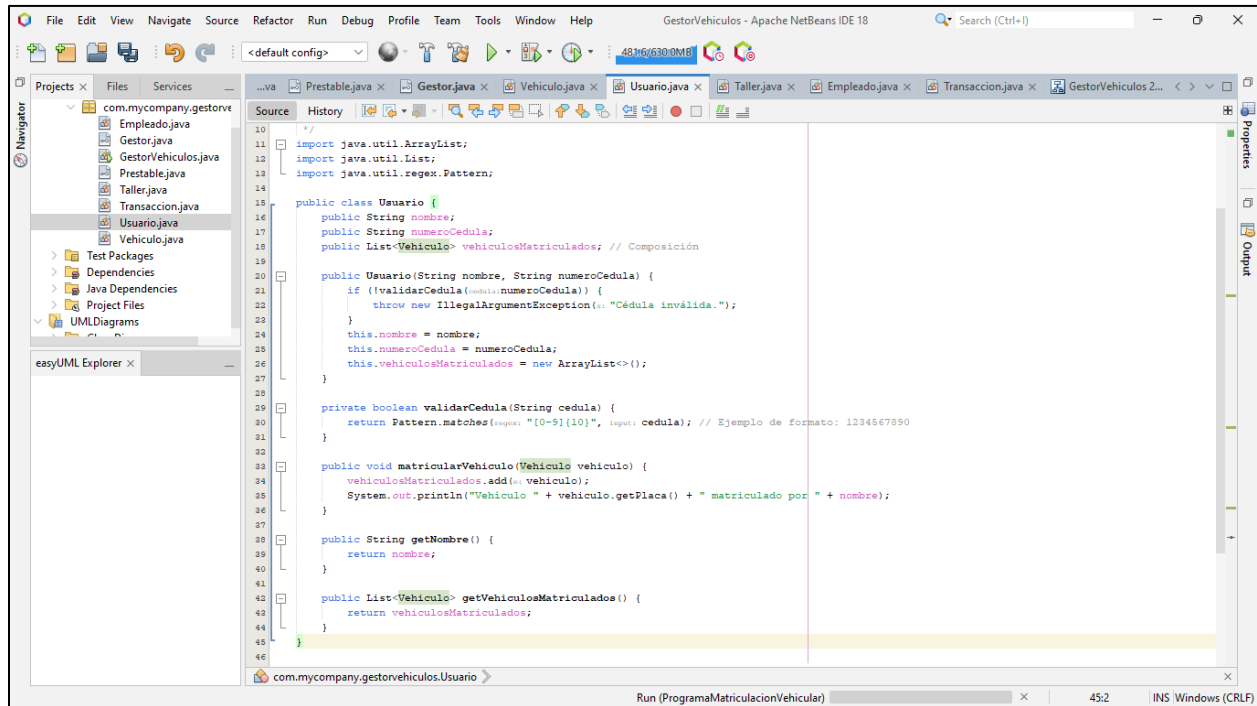 File Edit View Navigate Source Refactor Run Debug Profile Team Tools Window Help GestorVehiculos - Apache NetBeans IDE 18 Search (Ctrl+I)
<default config> 481.6/630.0MB
Projects Files Services ...va Prestable.java Gestor.java Vehiculo.java Usuario.java Taller.java Empleado.java Transaccion.java GestorVehiculos 2...
Navigator
com.mycompany.gestorve
Empleado.java
Gestor.java
GestorVehiculos.java
Prestable.java
Taller.java
Transaccion.java
Usuario.java
Vehiculo.java
Test Packages
Dependencies
Java Dependencies
Project Files
UMLDiagrams
easyUML Explorer
Source History
10 */
11 import java.util.ArrayList;
12 import java.util.List;
13 import java.util.regex.Pattern;
14
15 public class Usuario {
16 public String nombre;
17 public String numeroCedula;
18 public List<Vehiculo> vehiculosMatriculados; // Composición
19
20 public Usuario(String nombre, String numeroCedula) {
21 if (!validarCedula(cedula:numeroCedula)) {
22 throw new IllegalArgumentException(s: "Cédula inválida.");
23 }
24 this.nombre = nombre;
25 this.numeroCedula = numeroCedula;
26 this.vehiculosMatriculados = new ArrayList<>();
27 }
28
29 private boolean validarCedula(String cedula) {
30 return Pattern.matches(regex: "[0-9]{10}", input: cedula); // Ejemplo de formato: 1234567890
31 }
32
33 public void matricularVehiculo(Vehiculo vehiculo) {
34 vehiculosMatriculados.add(e: vehiculo);
35 System.out.println("Vehiculo " + vehiculo.getPlaca() + " matriculado por " + nombre);
36 }
37
38 public String getNombre() {
39 return nombre;
40 }
41
42 public List<Vehiculo> getVehiculosMatriculados() {
43 return vehiculosMatriculados;
44 }
45 }
46
com.mycompany.gestorvehiculos.Usuario
Properties
Output
Run (ProgramaMatriculacionVehicular) 45:2 INS Windows (CRLF)